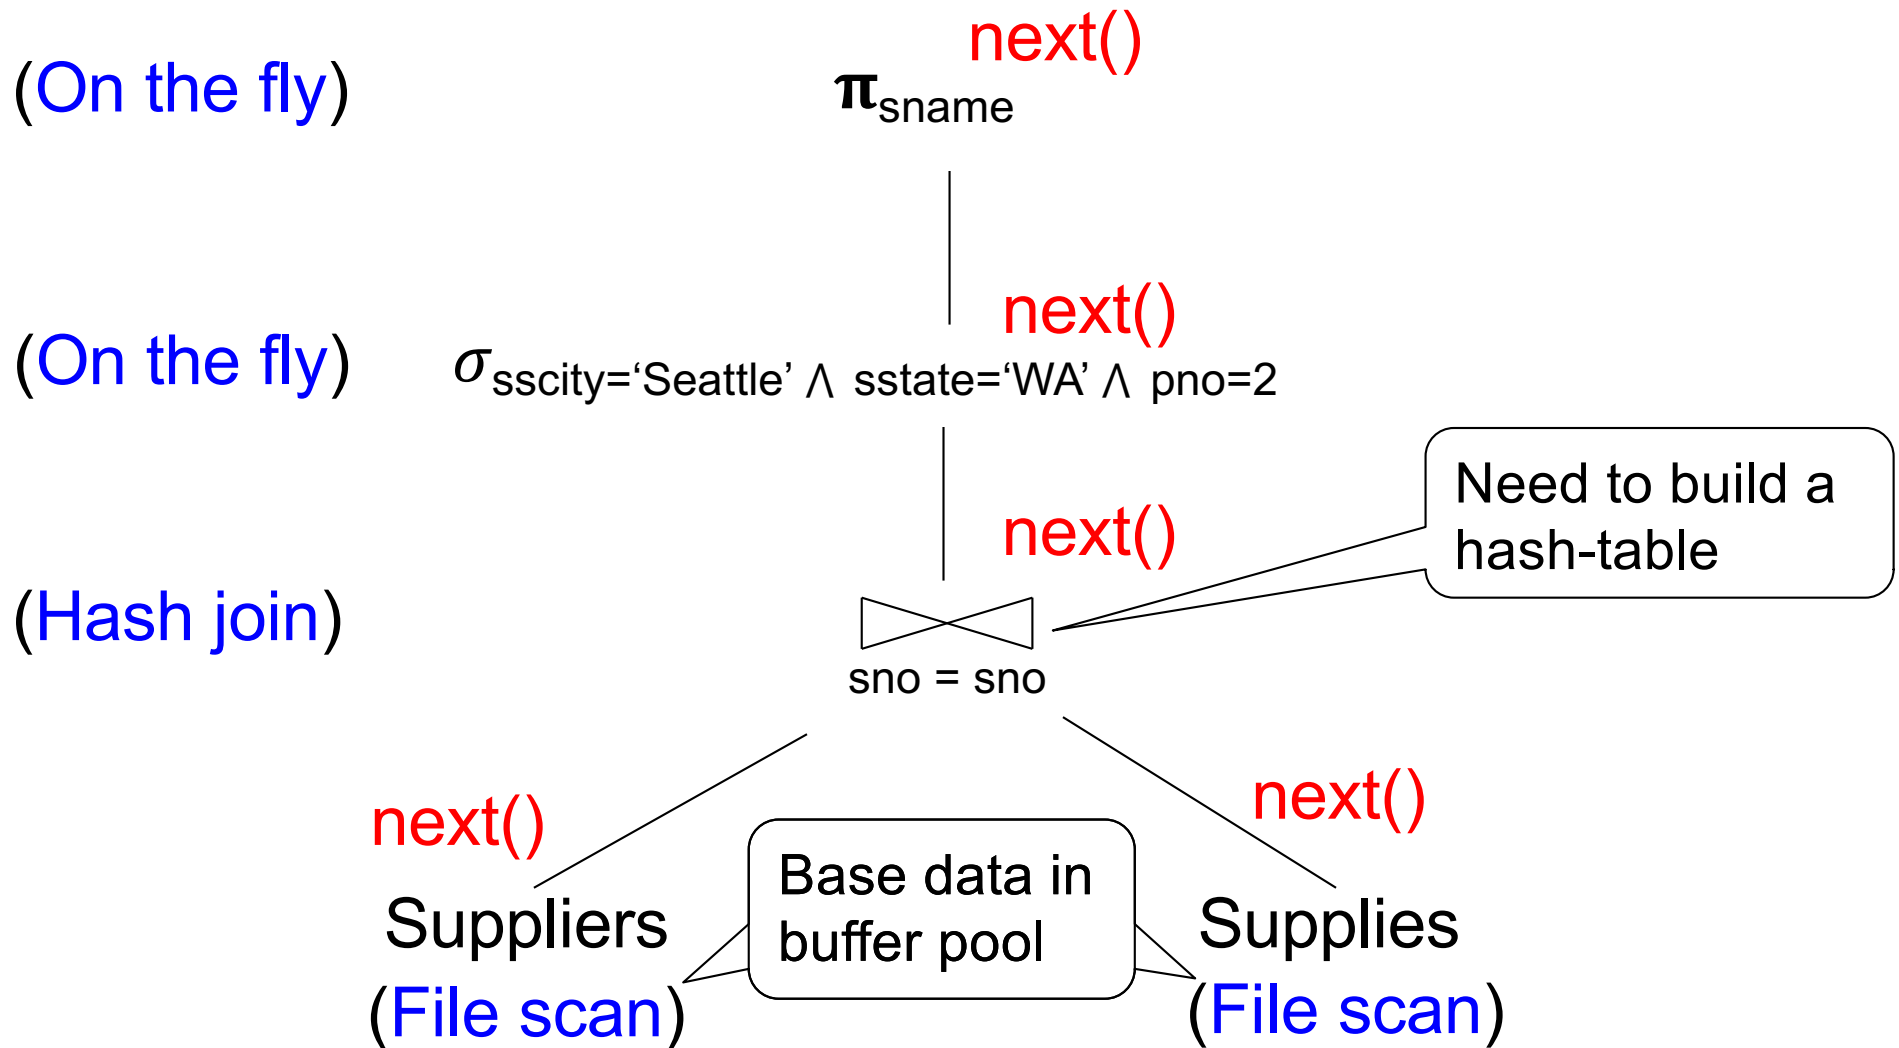 next()
(On the fly)
πsname
next()
(On the fly)
σsscity=‘Seattle’ ∧ sstate=‘WA’ ∧ pno=2
Need to build a
hash-table
next()
(Hash join)
sno = sno
next()
next()
Base data in
buffer pool
Suppliers
Supplies
(File scan)
(File scan)